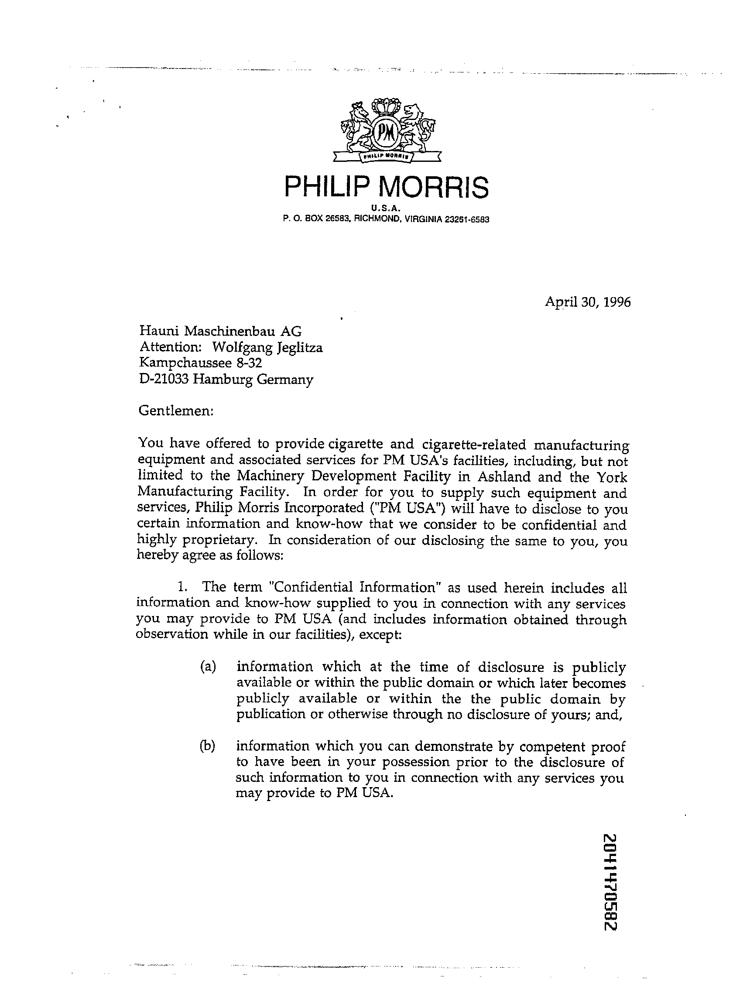 PM
PHILIP MORRIS
PHILIP MORRIS
U.S.A.
P. O. BOX 26583, RICHMOND, VIRGINIA 23261-6583
April 30, 1996
Hauni Maschinenbau AG
Attention: Wolfgang Jeglitza
Kampchaussee 8-32
D-21033 Hamburg Germany
Gentlemen:
You have offered to provide cigarette and cigarette-related manufacturing
equipment and associated services for PM USA's facilities, including, but not
limited to the Machinery Development Facility in Ashland and the York
Manufacturing Facility. In order for you to supply such equipment and
services, Philip Morris Incorporated ("PM USA") will have to disclose to you
certain information and know-how that we consider to be confidential and
highly proprietary. In consideration of our disclosing the same to you, you
hereby agree as follows:
1. The term "Confidential Information" as used herein includes all
information and know-how supplied to you in connection with any services
you may provide to PM USA (and includes information obtained through
observation while in our facilities), except:
(a) information which at the time of disclosure is publicly
available or within the public domain or which later becomes
publicly available or within the the public domain by
publication or otherwise through no disclosure of yours; and,
(b) information which you can demonstrate by competent proof
to have been in your possession prior to the disclosure of
such information to you in connection with any services you
may provide to PM USA.
2041470582